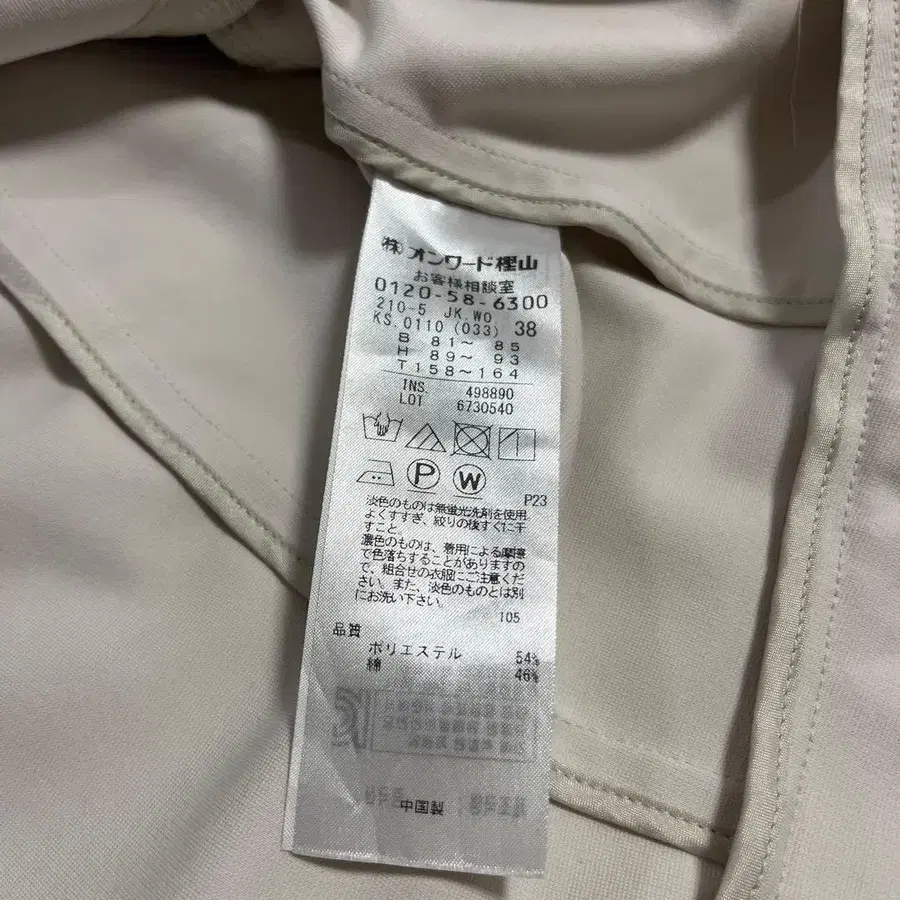 ㈱オンワード樫山
お客様相談室
0120-58-6300
210-5 JK.WO
KS.0110 (033) 38
B 81~ 85
H 89~ 93
T158~164
INS. 498890
LOT 6730540
P W
P23
淡色のものは無蛍光洗剤を使用
よくすすぎ、絞りの後すぐに干
すこと
濃色のものは、着用による摩擦
で色落ちすることがありますの
で、組合せの衣服にご注意くだ
さい。また、淡色のものとは別
にお洗い下さい。
105
品質
ポリエステル 54%
綿 46%
中国製